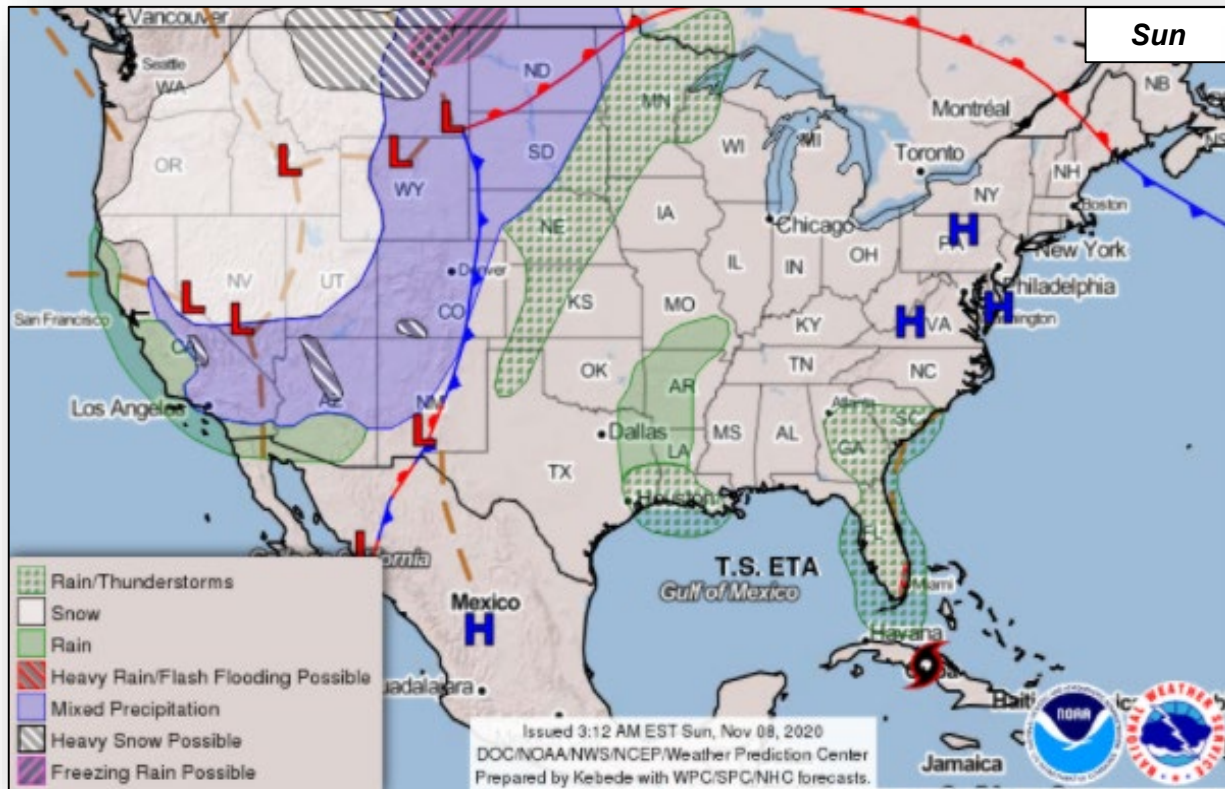 Sun
Vancouver
Seattle
WA
ND
MN
Montréal
NB
OR
L
L
L
SD
WI
MI
Toronto
NH
WY
NY
Boston
IA
Chicago
H
PA
New York
NE
IL
IN
OH
NV
UT
Denver
CO
KS
MO
KY
H
VA
H
Philadelphia
L
L
San Francisco
CA
OK
AR
TN
NC
Los Angeles
AZ
NM
L
Dallas
LA
MS
AL
Atlanta
GA
SC
TX
Houston
FL
L
T.S. ETA
Gulf of Mexico
Miami
Mexico
H
Havana
Jamaica
Rain/Thunderstorms
Snow
Rain
Heavy Rain/Flash Flooding Possible
Mixed Precipitation
Heavy Snow Possible
Freezing Rain Possible
Issued 3:12 AM EST Sun, Nov 08, 2020
DOC/NOAA/NWS/NCEP/Weather Prediction Center
Prepared by Kebede with WPC/SPC/NHC forecasts.
NOAA
NATIONAL WEATHER SERVICE